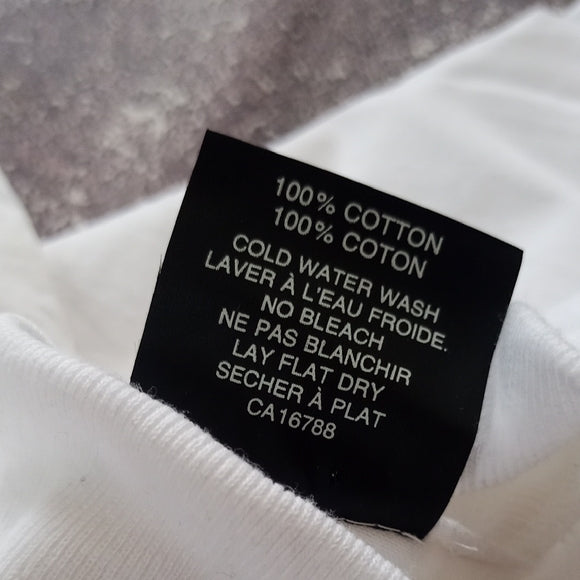 100% COTTON
100% COTON
COLD WATER WASH
LAVER À L'EAU FROIDE.
NO BLEACH
NE PAS BLANCHIR
LAY FLAT DRY
SECHER À PLAT
CA16788